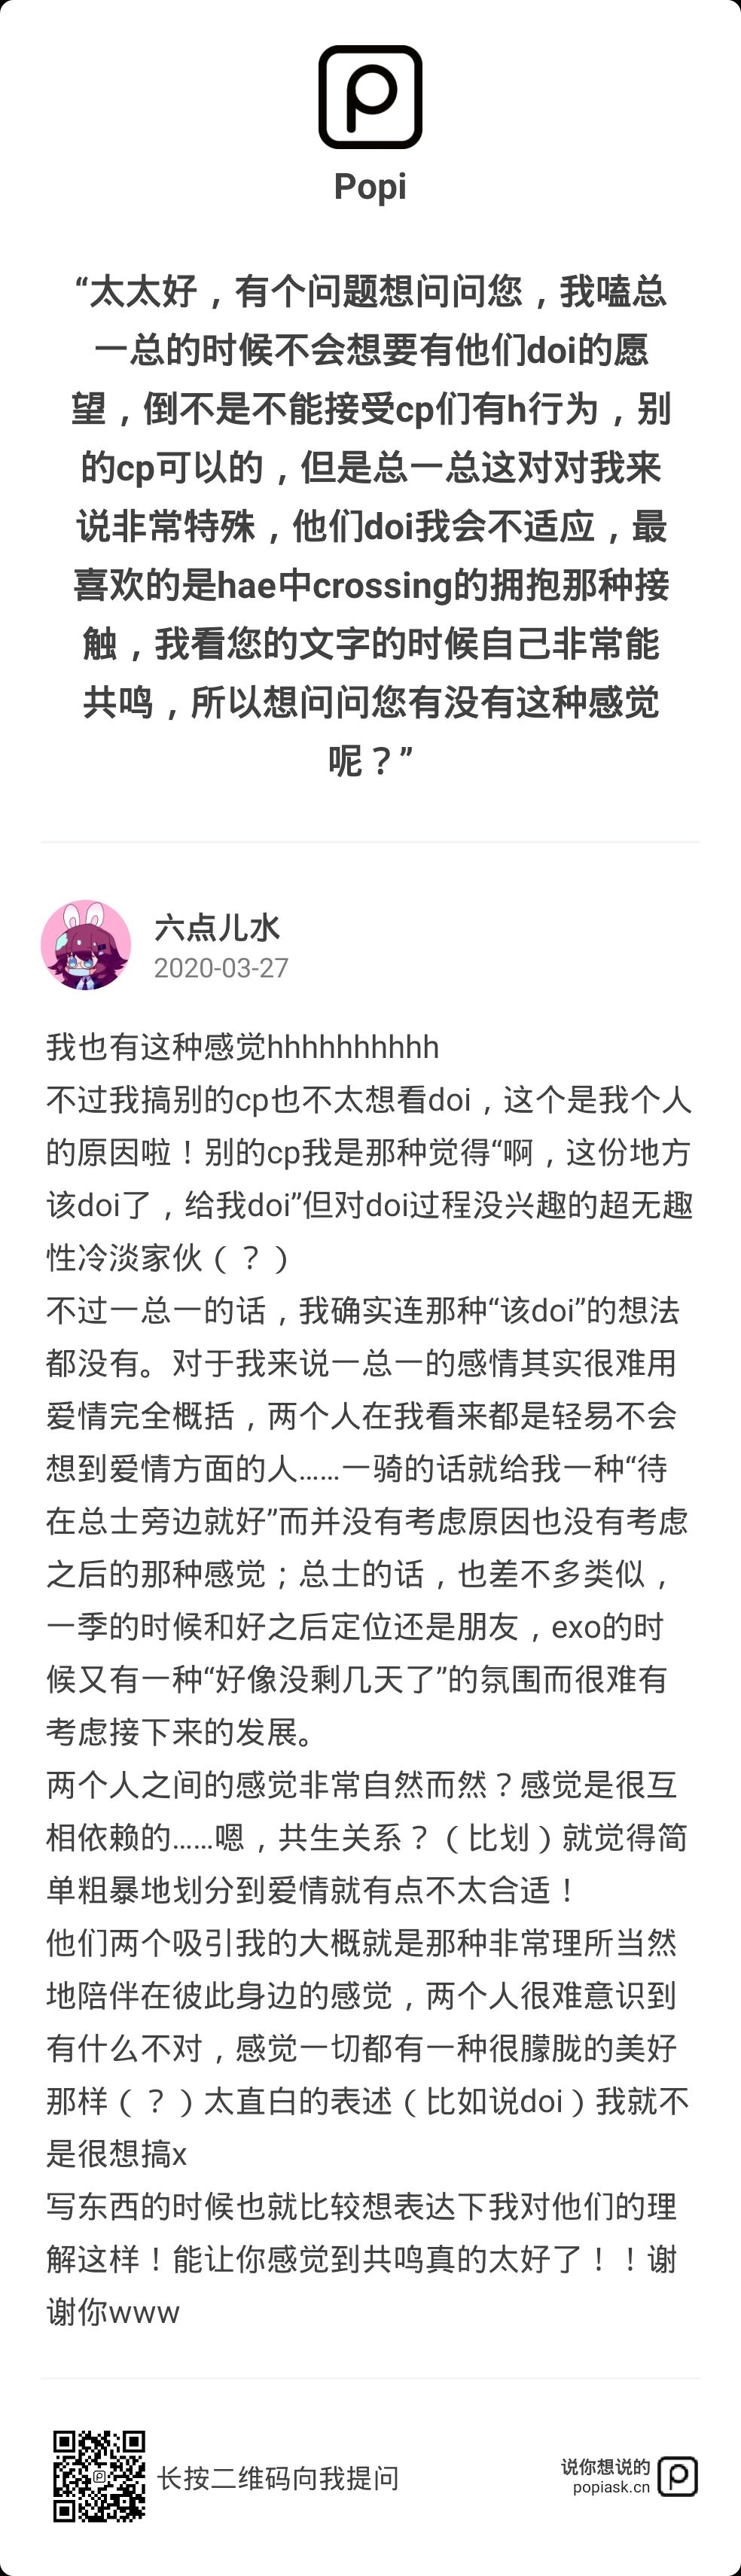 Popi
“太太好，有个问题想问问您，我嗑总
一总的时候不会想要有他们doi的愿
望，倒不是不能接受cp们有h行为，别
的cp可以的，但是总一总这对对我来
说非常特殊，他们doi我会不适应，最
喜欢的是hae中crossing的拥抱那种接
触，我看您的文字的时候自己非常能
共鸣，所以想问问您有没有这种感觉
呢？”
六点儿水
2020-03-27
我也有这种感觉hhhhhhhhhh
不过我搞别的cp也不太想看doi，这个是我个人
的原因啦！别的cp我是那种觉得“啊，这份地方
该doi了，给我doi”但对doi过程没兴趣的超无趣
性冷淡家伙（？）
不过一总一的话，我确实连那种“该doi”的想法
都没有。对于我来说一总一的感情其实很难用
爱情完全概括，两个人在我看来都是轻易不会
想到爱情方面的人……一骑的话就给我一种“待
在总士旁边就好”而并没有考虑原因也没有考虑
之后的那种感觉；总士的话，也差不多类似，
一季的时候和好之后定位还是朋友，exo的时
候又有一种“好像没剩几天了”的氛围而很难有
考虑接下来的发展。
两个人之间的感觉非常自然而然？感觉是很互
相依赖的……嗯，共生关系？（比划）就觉得简
单粗暴地划分到爱情就有点不太合适！
他们两个吸引我的大概就是那种非常理所当然
地陪伴在彼此身边的感觉，两个人很难意识到
有什么不对，感觉一切都有一种很朦胧的美好
那样（？）太直白的表述（比如说doi）我就不
是很想搞x
写东西的时候也就比较想表达下我对他们的理
解这样！能让你感觉到共鸣真的太好了！！谢
谢你www
长按二维码向我提问
说你想说的
popiask.cn